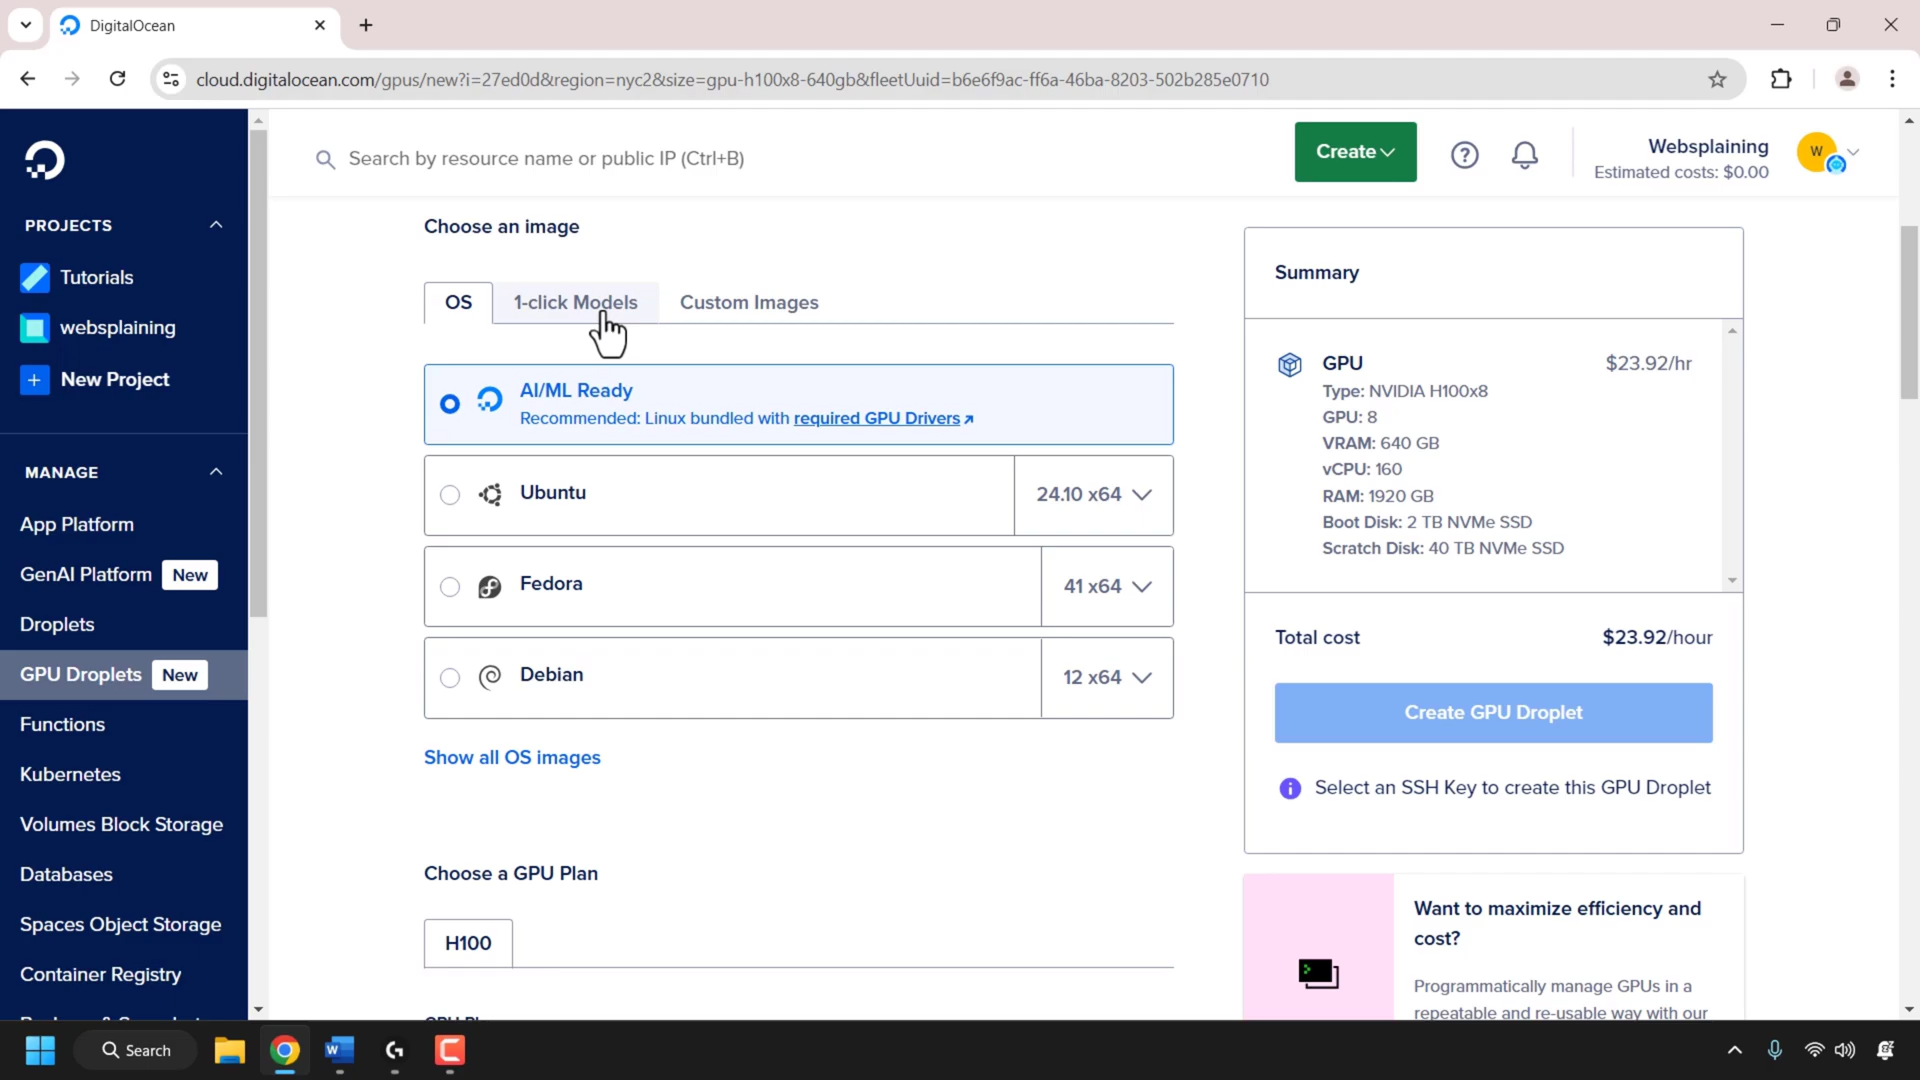 DigitalOcean
cloud.digitalocean.com/gpus/new?i=27ed0d&region=nyc2&size=gpu-h100x8-640gb&fleetUuid=b6e6f9ac-ff6a-46ba-8203-502b285e0710
Search by resource name or public IP (Ctrl+B)
Create
Websplaining
Estimated costs: $0.00
W
PROJECTS
Tutorials
websplaining
New Project
MANAGE
App Platform
GenAI Platform New
Droplets
GPU Droplets New
Functions
Kubernetes
Volumes Block Storage
Databases
Spaces Object Storage
Container Registry
Choose an image
OS
1-click Models
Custom Images
AI/ML Ready
Recommended: Linux bundled with required GPU Drivers
Ubuntu
24.10 x64
Fedora
41 x64
Debian
12 x64
Show all OS images
Choose a GPU Plan
H100
Summary
GPU
$23.92/hr
Type: NVIDIA H100x8
GPU: 8
VRAM: 640 GB
vCPU: 160
RAM: 1920 GB
Boot Disk: 2 TB NVMe SSD
Scratch Disk: 40 TB NVMe SSD
Total cost
$23.92/hour
Create GPU Droplet
Select an SSH Key to create this GPU Droplet
Want to maximize efficiency and
cost?
Programmatically manage GPUs in a
repeatable and re-usable way with our
Search